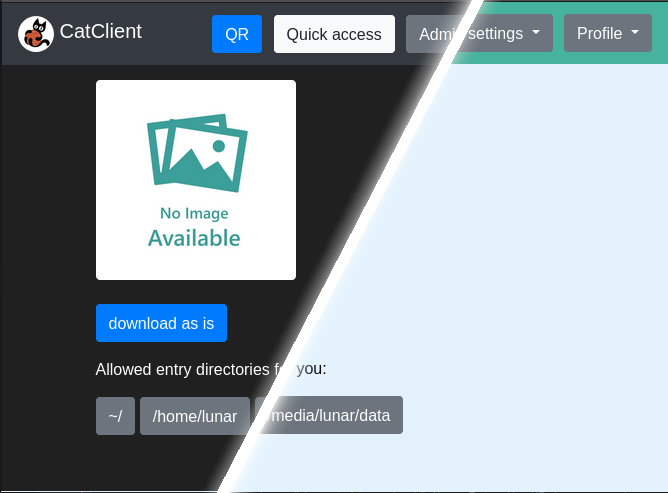 CatClient
QR
Quick access
Admin settings
Profile
No Image
Available
download as is
Allowed entry directories for you:
~/
/home/lunar
/media/lunar/data